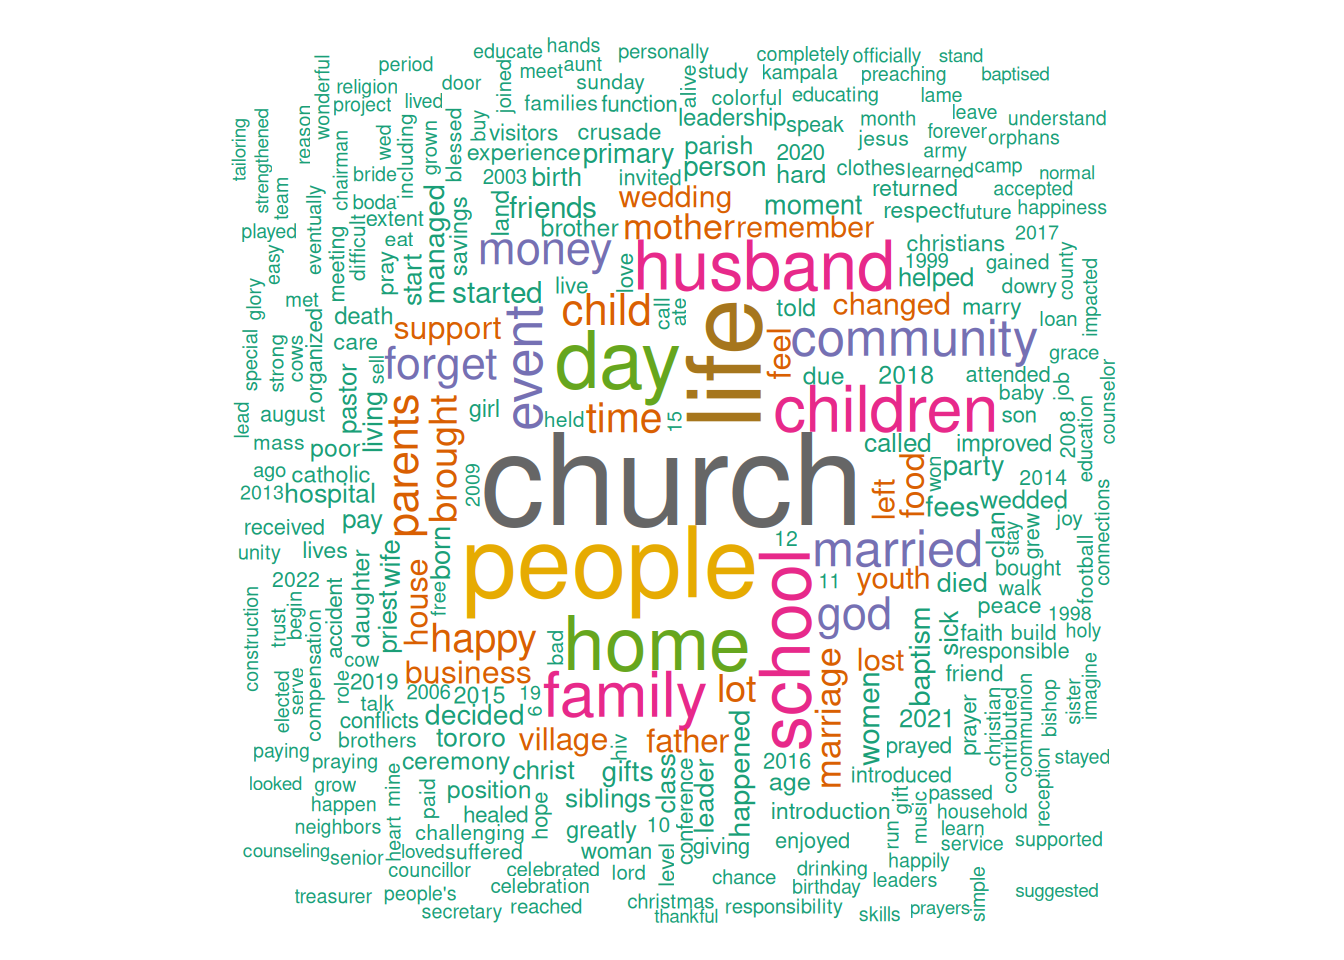 educate
hands
personally
completely
officially
stand
period
meet
aunt
study
kampala
preaching
baptised
wonderful
religion
door
joined
sunday
alive
colorful
educating
lame
leave
understand
project
lived
families
function
leadership
speak
month
forever
tailoring
strengthened
reason
chairman
wed
including
grown
blessed
buy
visitors
crusade
parish
jesus
army
orphans
experience
primary
person
2020
clothes
learned
camp
normal
team
bride
2003
birth
invited
hard
returned
accepted
boda
savings
land
friends
wedding
moment
respect
future
happiness
played
eventually
meeting
difficult
extent
managed
brother
mother
remember
christians
2017
easy
pray
eat
start
money
husband
1999
gained
county
glory
met
started
live
love
helped
dowry
impacted
special
strong
cows
organized
death
support
child
call
ate
life
told
changed
marry
loan
care
event
day
feel
community
grace
sell
forget
due
2018
attended
lead
august
pastor
living
parents
brought
girl
held
time
15
children
baby
job
son
2008
counselor
mass
poor
church
called
improved
education
ago
catholic
2009
left
food
won
party
2014
2013
hospital
fees
wedded
connections
received
pay
12
married
clan
stay
grew
joy
football
unity
lives
daughter
priest
wife
born
people
school
11
youth
died
bought
walk
construction
2022
trust
begin
compensation
accident
house
free
god
baptism
sick
peace
1998
faith
build
holy
happy
bad
home
responsible
elected
serve
role
cow
business
lost
friend
2019
2006
2015
19
6
family
lot
marriage
women
sister
imagine
bishop
talk
conflicts
decided
2021
prayer
christian
contributed
communion
brothers
tororo
village
hiv
father
prayed
stayed
paying
praying
ceremony
christ
gifts
class
happened
2016
age
introduced
looked
grow
mine
paid
position
siblings
conference
leader
gift
passed
reception
happen
healed
hope
introduction
music
household
neighbors
heart
challenging
greatly
10
enjoyed
run
learn
service
supported
counseling
senior
loved
suffered
woman
level
giving
happily
councillor
celebrated
lord
chance
drinking
leaders
treasurer
people's
celebration
birthday
simple
suggested
secretary
reached
christmas
thankful
responsibility
skills
prayers